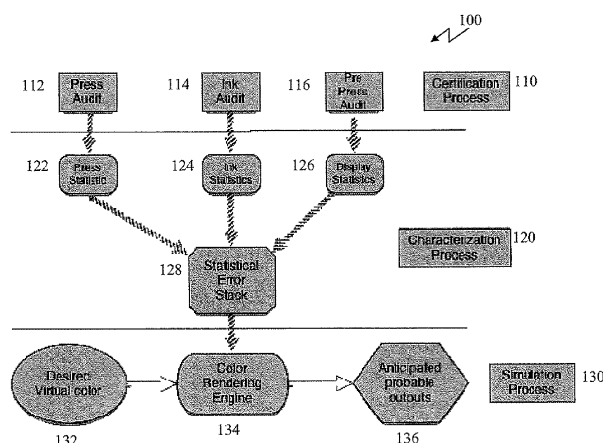 100
112
Press
Audit
114
Ink
Audit
116
Pre
Press
Audit
Certification
Process
110
122
Press
Statistic
124
Ink
Statistics
126
Display
Statistics
128
Statistical
Error
Stack
Characterization
Process
120
Desired
Virtual color
Color
Rendering
Engine
Anticipated
probable
outputs
Simulation
Process
130
132
134
136